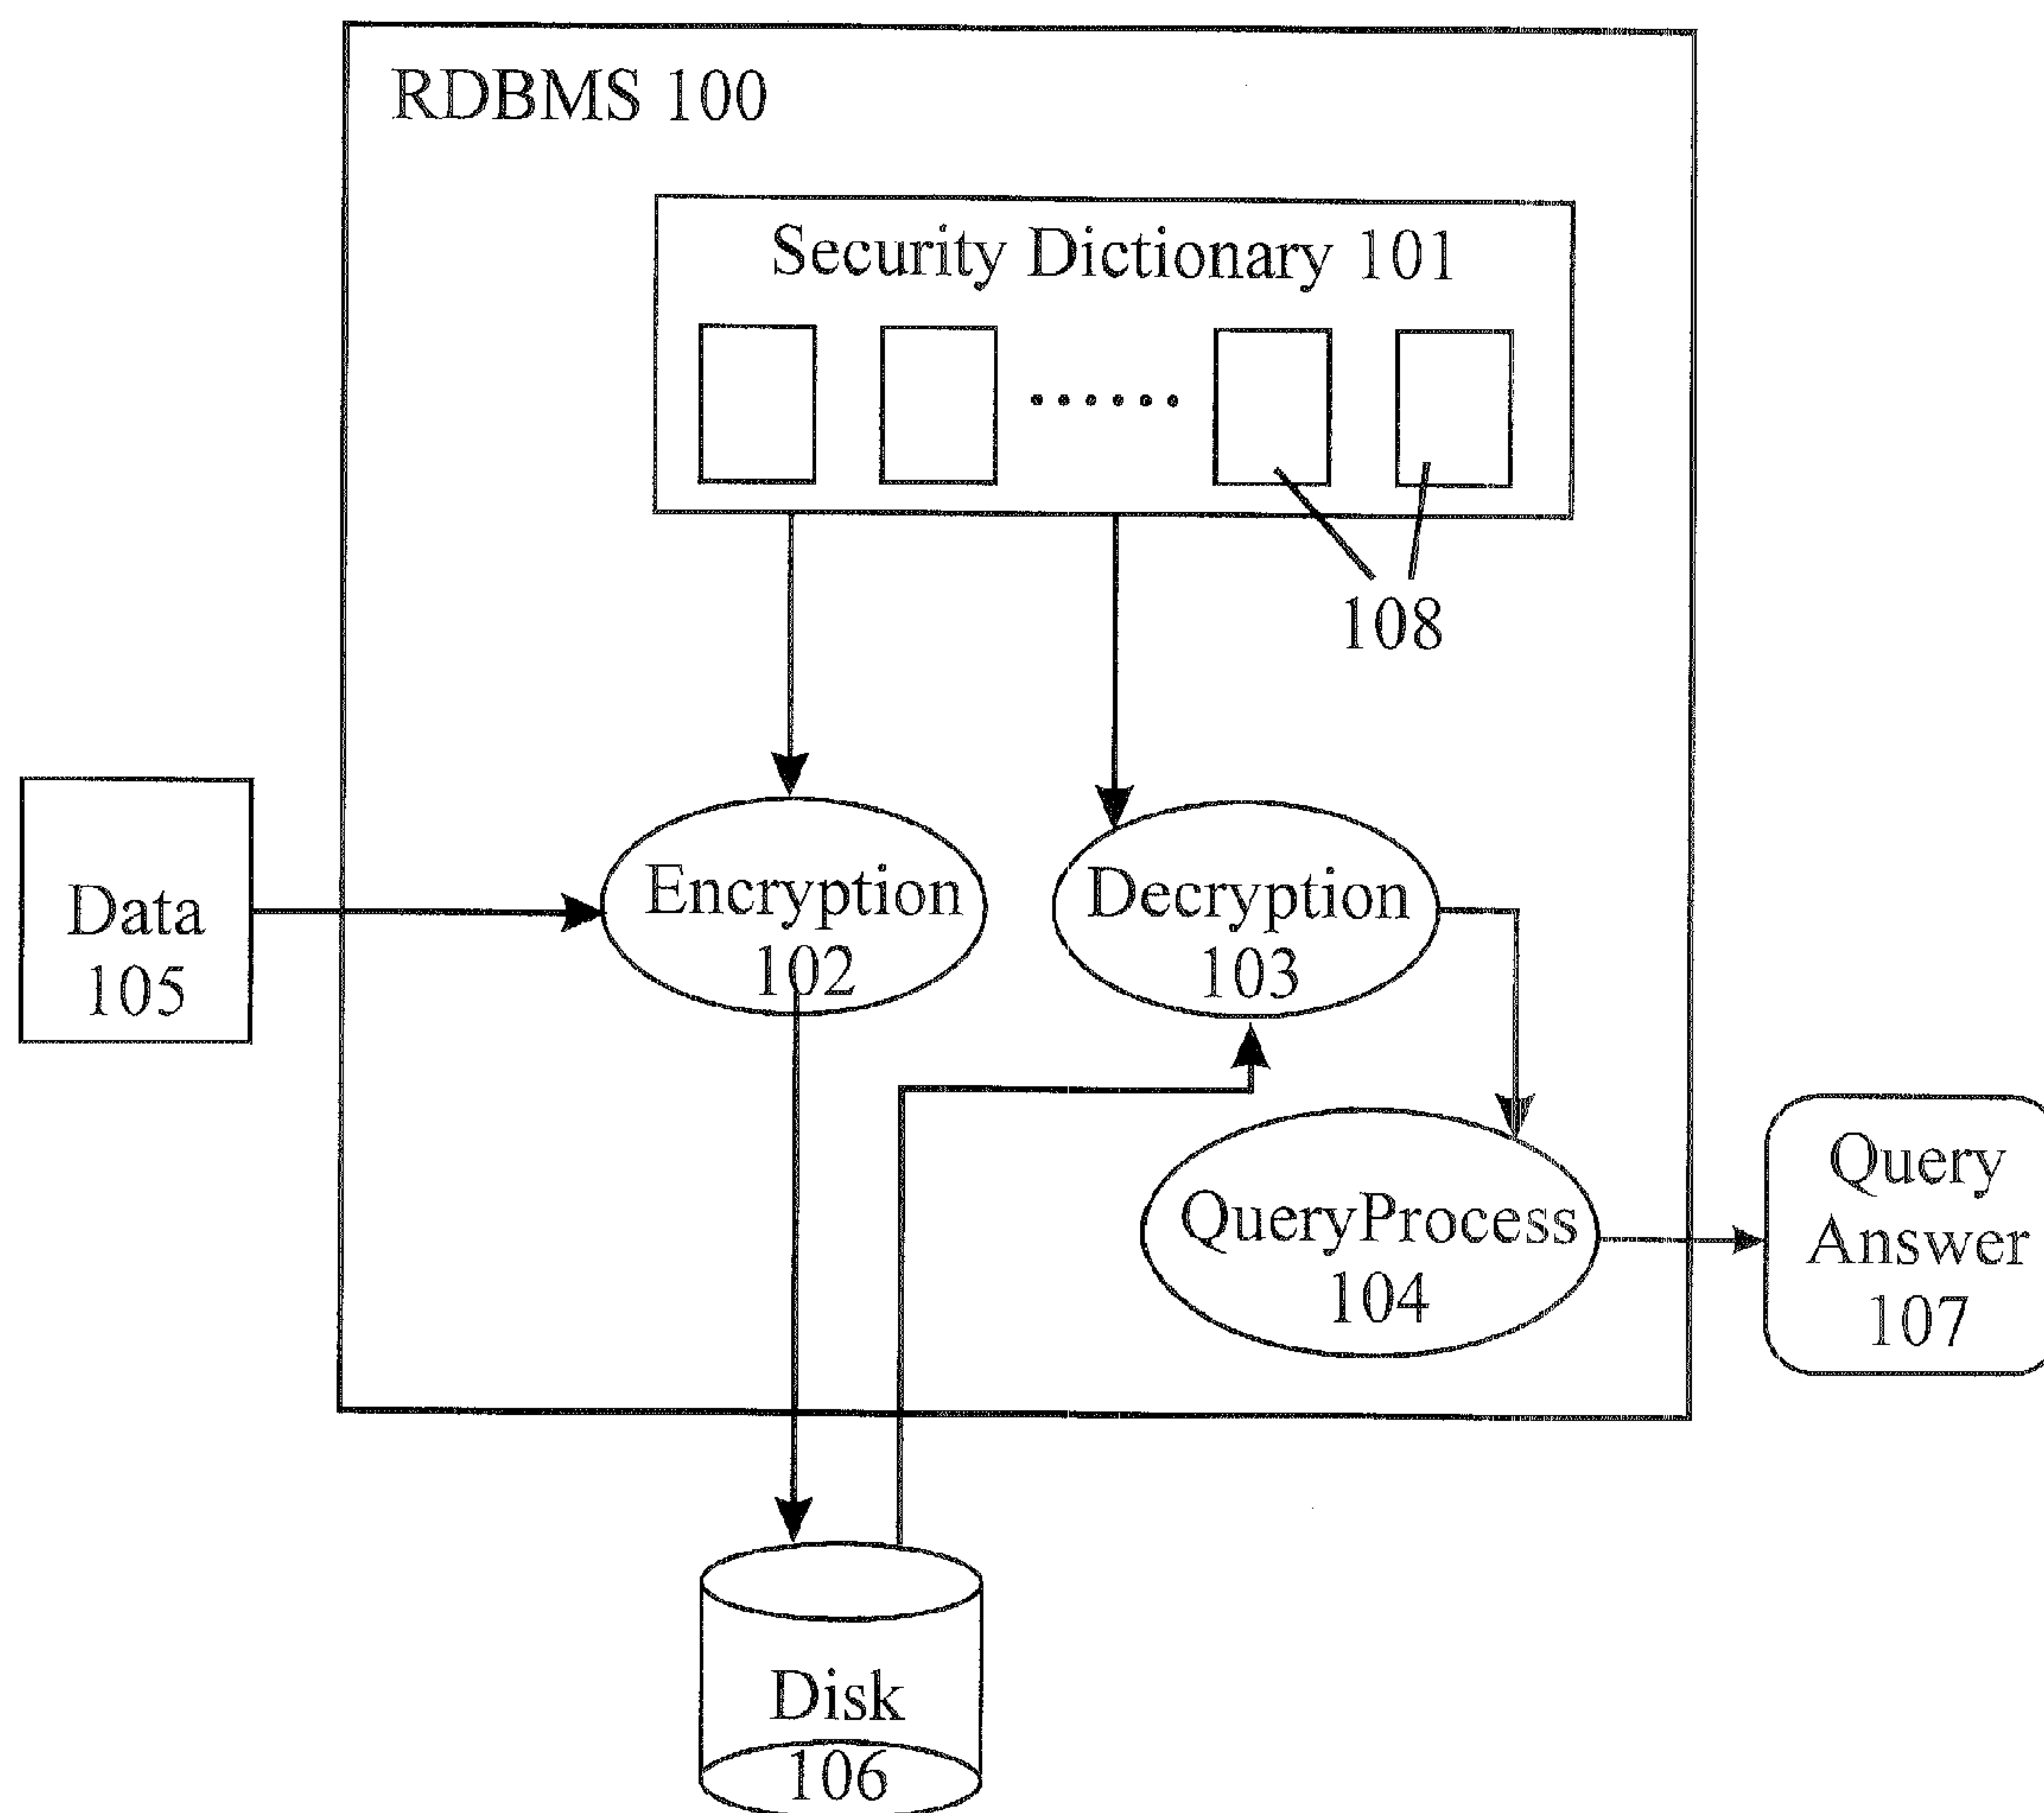 RDBMS 100
Security Dictionary 101
......
108
Data
105
Encryption
102
Decryption
103
QueryProcess
104
Query
Answer
107
Disk
106